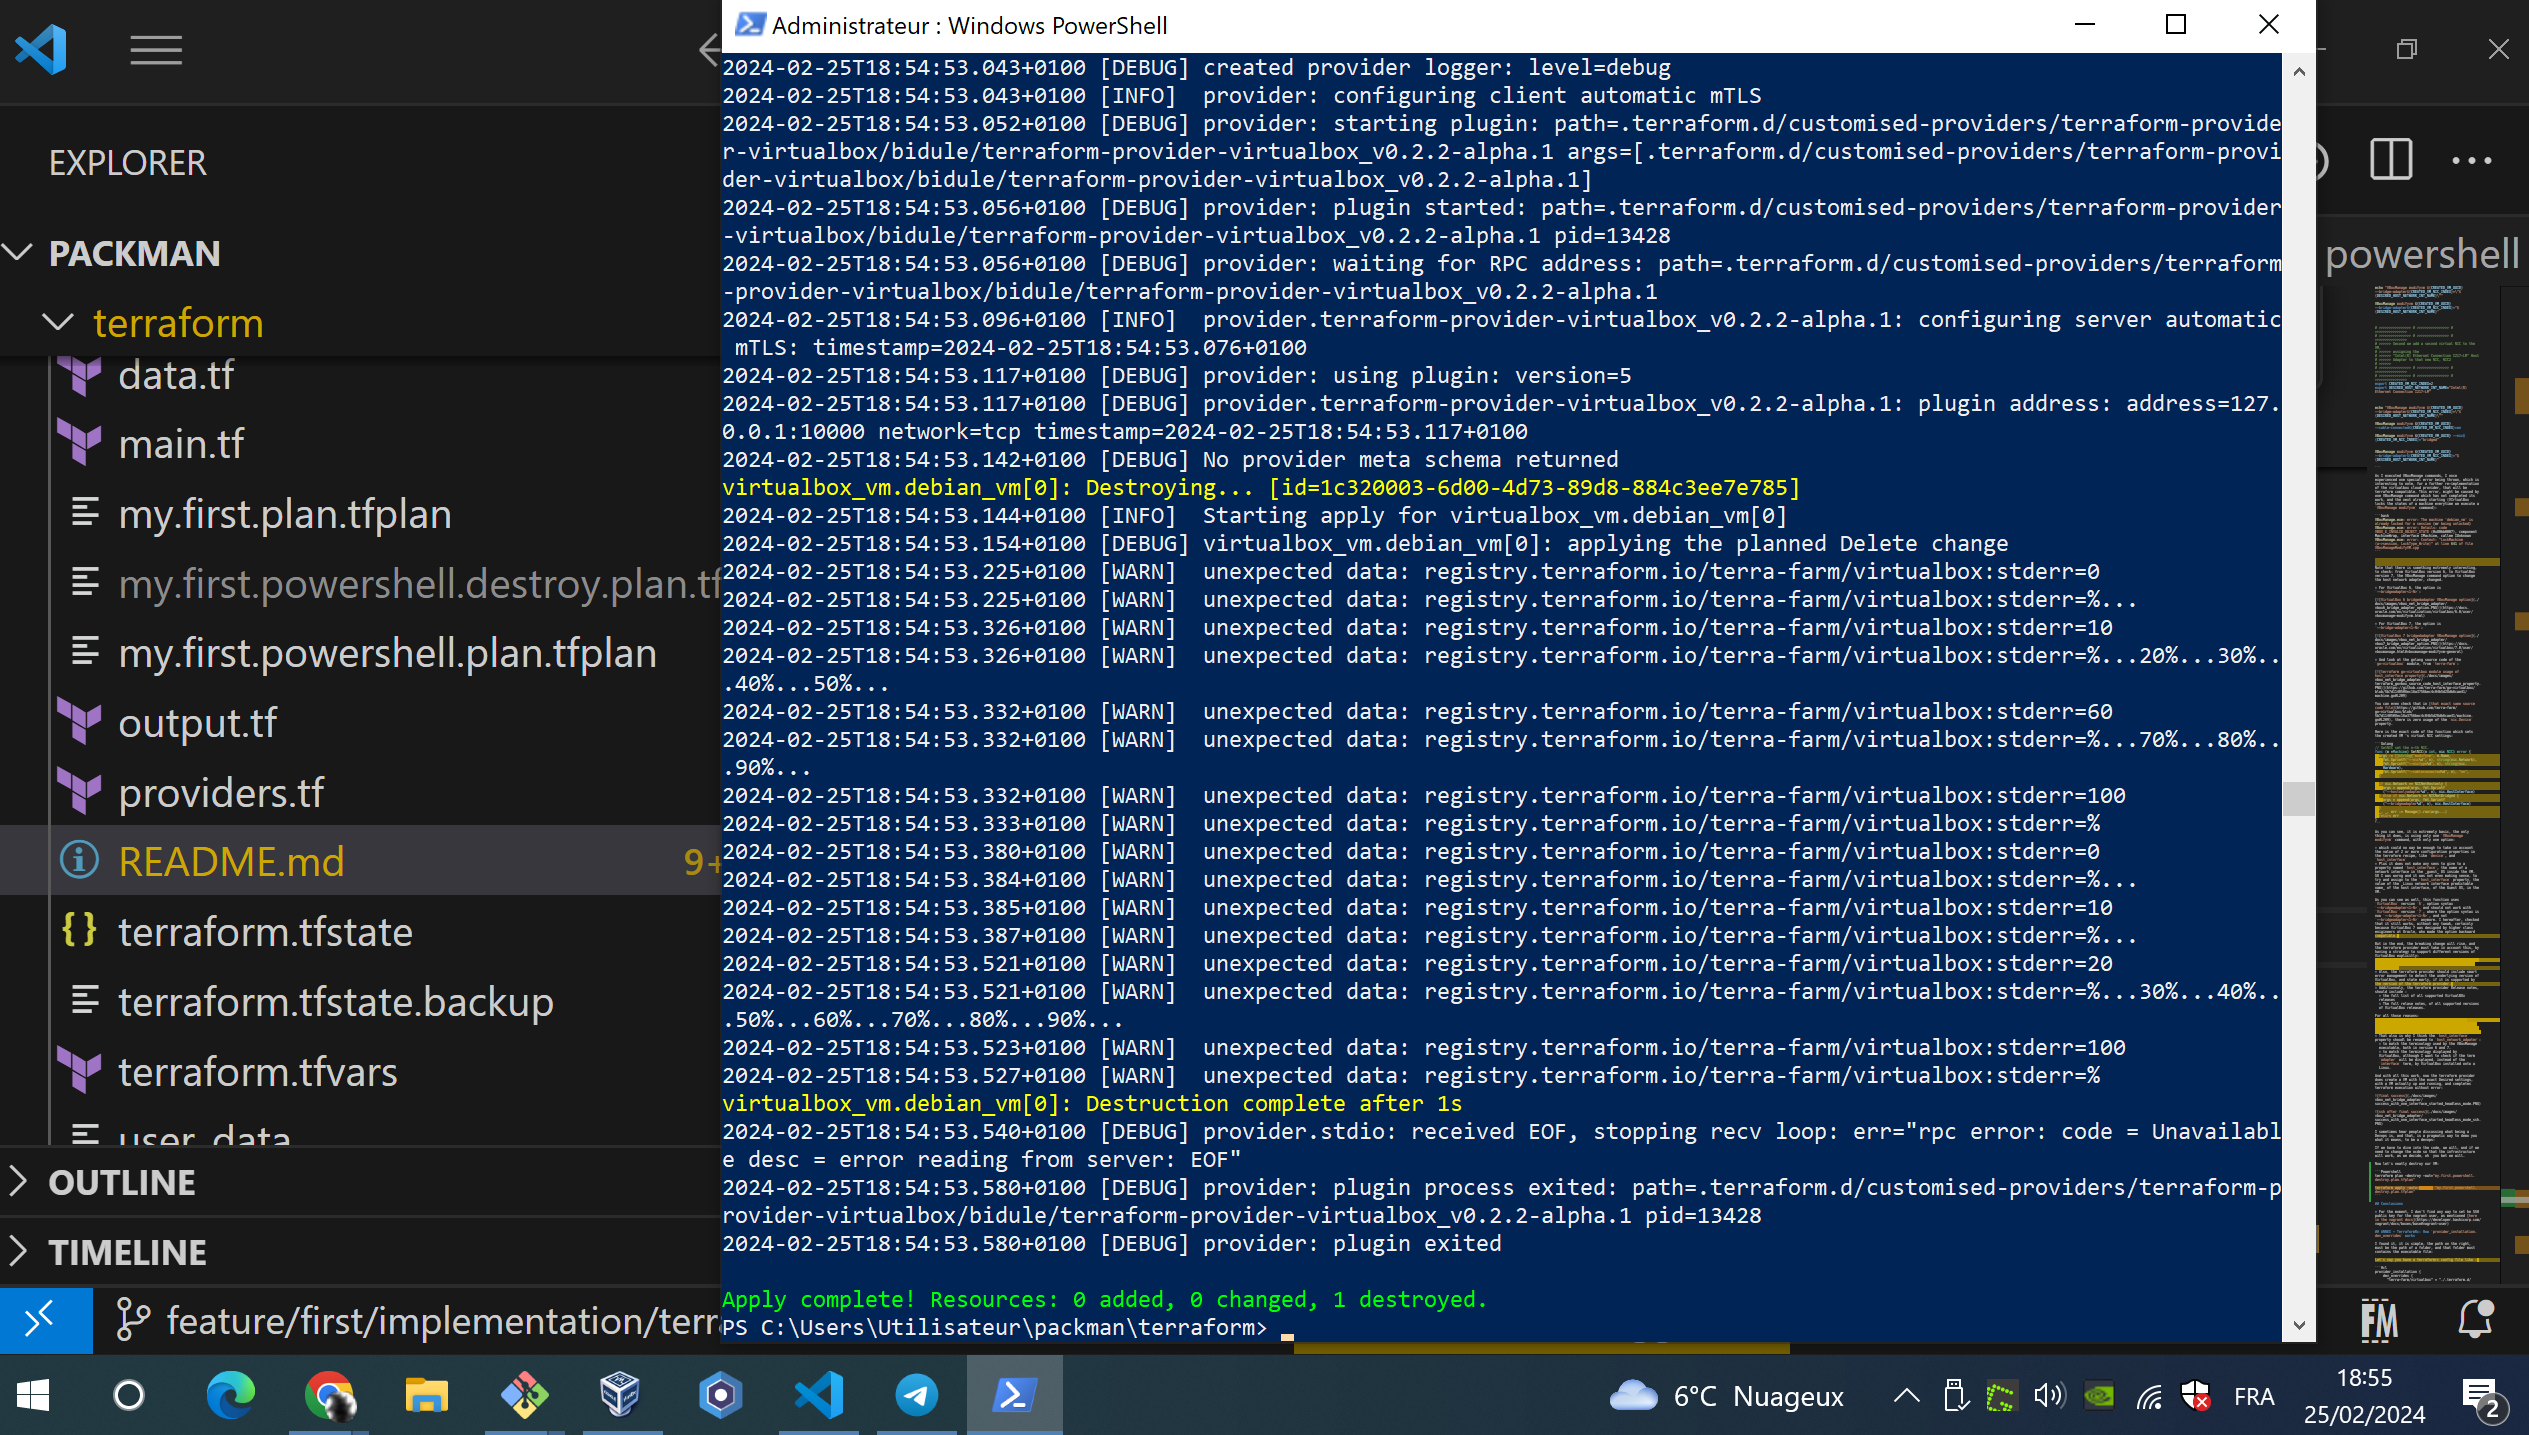 Administrateur : Windows PowerShell
EXPLORER
PACKMAN
terraform
data.tf
main.tf
my.first.plan.tfplan
my.first.powershell.destroy.plan.tf
my.first.powershell.plan.tfplan
output.tf
providers.tf
README.md 9+
terraform.tfstate
terraform.tfstate.backup
terraform.tfvars
user_data
OUTLINE
TIMELINE
feature/first/implementation/terr
2024-02-25T18:54:53.043+0100 [DEBUG] created provider logger: level=debug
2024-02-25T18:54:53.043+0100 [INFO]  provider: configuring client automatic mTLS
2024-02-25T18:54:53.052+0100 [DEBUG] provider: starting plugin: path=.terraform.d/customised-providers/terraform-provide
r-virtualbox/bidule/terraform-provider-virtualbox_v0.2.2-alpha.1 args=[.terraform.d/customised-providers/terraform-provi
der-virtualbox/bidule/terraform-provider-virtualbox_v0.2.2-alpha.1]
2024-02-25T18:54:53.056+0100 [DEBUG] provider: plugin started: path=.terraform.d/customised-providers/terraform-provider
-virtualbox/bidule/terraform-provider-virtualbox_v0.2.2-alpha.1 pid=13428
2024-02-25T18:54:53.056+0100 [DEBUG] provider: waiting for RPC address: path=.terraform.d/customised-providers/terraform
-provider-virtualbox/bidule/terraform-provider-virtualbox_v0.2.2-alpha.1
2024-02-25T18:54:53.096+0100 [INFO]  provider.terraform-provider-virtualbox_v0.2.2-alpha.1: configuring server automatic
 mTLS: timestamp=2024-02-25T18:54:53.076+0100
2024-02-25T18:54:53.117+0100 [DEBUG] provider: using plugin: version=5
2024-02-25T18:54:53.117+0100 [DEBUG] provider.terraform-provider-virtualbox_v0.2.2-alpha.1: plugin address: address=127.
0.0.1:10000 network=tcp timestamp=2024-02-25T18:54:53.117+0100
2024-02-25T18:54:53.142+0100 [DEBUG] No provider meta schema returned
virtualbox_vm.debian_vm[0]: Destroying... [id=1c320003-6d00-4d73-89d8-884c3ee7e785]
2024-02-25T18:54:53.144+0100 [INFO]  Starting apply for virtualbox_vm.debian_vm[0]
2024-02-25T18:54:53.154+0100 [DEBUG] virtualbox_vm.debian_vm[0]: applying the planned Delete change
2024-02-25T18:54:53.225+0100 [WARN]  unexpected data: registry.terraform.io/terra-farm/virtualbox:stderr=0
2024-02-25T18:54:53.225+0100 [WARN]  unexpected data: registry.terraform.io/terra-farm/virtualbox:stderr=%...
2024-02-25T18:54:53.326+0100 [WARN]  unexpected data: registry.terraform.io/terra-farm/virtualbox:stderr=10
2024-02-25T18:54:53.326+0100 [WARN]  unexpected data: registry.terraform.io/terra-farm/virtualbox:stderr=%...20%...30%..
.40%...50%...
2024-02-25T18:54:53.332+0100 [WARN]  unexpected data: registry.terraform.io/terra-farm/virtualbox:stderr=60
2024-02-25T18:54:53.332+0100 [WARN]  unexpected data: registry.terraform.io/terra-farm/virtualbox:stderr=%...70%...80%..
.90%...
2024-02-25T18:54:53.332+0100 [WARN]  unexpected data: registry.terraform.io/terra-farm/virtualbox:stderr=100
2024-02-25T18:54:53.333+0100 [WARN]  unexpected data: registry.terraform.io/terra-farm/virtualbox:stderr=%
2024-02-25T18:54:53.380+0100 [WARN]  unexpected data: registry.terraform.io/terra-farm/virtualbox:stderr=0
2024-02-25T18:54:53.384+0100 [WARN]  unexpected data: registry.terraform.io/terra-farm/virtualbox:stderr=%...
2024-02-25T18:54:53.385+0100 [WARN]  unexpected data: registry.terraform.io/terra-farm/virtualbox:stderr=10
2024-02-25T18:54:53.387+0100 [WARN]  unexpected data: registry.terraform.io/terra-farm/virtualbox:stderr=%...
2024-02-25T18:54:53.521+0100 [WARN]  unexpected data: registry.terraform.io/terra-farm/virtualbox:stderr=20
2024-02-25T18:54:53.521+0100 [WARN]  unexpected data: registry.terraform.io/terra-farm/virtualbox:stderr=%...30%...40%..
.50%...60%...70%...80%...90%...
2024-02-25T18:54:53.523+0100 [WARN]  unexpected data: registry.terraform.io/terra-farm/virtualbox:stderr=100
2024-02-25T18:54:53.527+0100 [WARN]  unexpected data: registry.terraform.io/terra-farm/virtualbox:stderr=%
virtualbox_vm.debian_vm[0]: Destruction complete after 1s
2024-02-25T18:54:53.540+0100 [DEBUG] provider.stdio: received EOF, stopping recv loop: err="rpc error: code = Unavailabl
e desc = error reading from server: EOF"
2024-02-25T18:54:53.580+0100 [DEBUG] provider: plugin process exited: path=.terraform.d/customised-providers/terraform-p
rovider-virtualbox/bidule/terraform-provider-virtualbox_v0.2.2-alpha.1 pid=13428
2024-02-25T18:54:53.580+0100 [DEBUG] provider: plugin exited
Apply complete! Resources: 0 added, 0 changed, 1 destroyed.
PS C:\Users\Utilisateur\packman\terraform>
powershell
FM
6°C Nuageux
FRA
18:55
25/02/2024
2